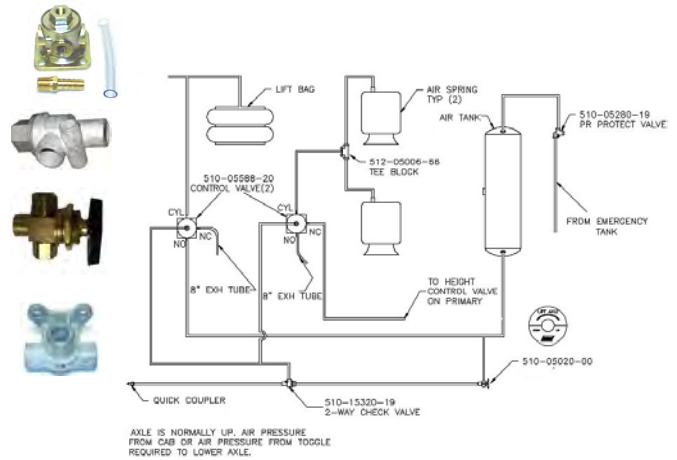 LIFT BAG
AIR SPRING
TYP (2)
AIR TANK
510-05280-19
PR PROTECT VALVE
512-05006-88
TEE BLOCK
510-05588-20
CONTROL VALVE(2)
CYL
NO
NC
CYL
NO
NC
FROM EMERGENCY
TANK
8" EXH TUBE
8" EXH TUBE
TO HEIGHT
CONTROL VALVE
ON PRIMARY
LIFT AXLE
510-05020-00
QUICK COUPLER
510-15320-19
2-WAY CHECK VALVE
AXLE IS NORMALLY UP. AIR PRESSURE
FROM CAB OR AIR PRESSURE FROM TOGGLE
REQUIRED TO LOWER AXLE.